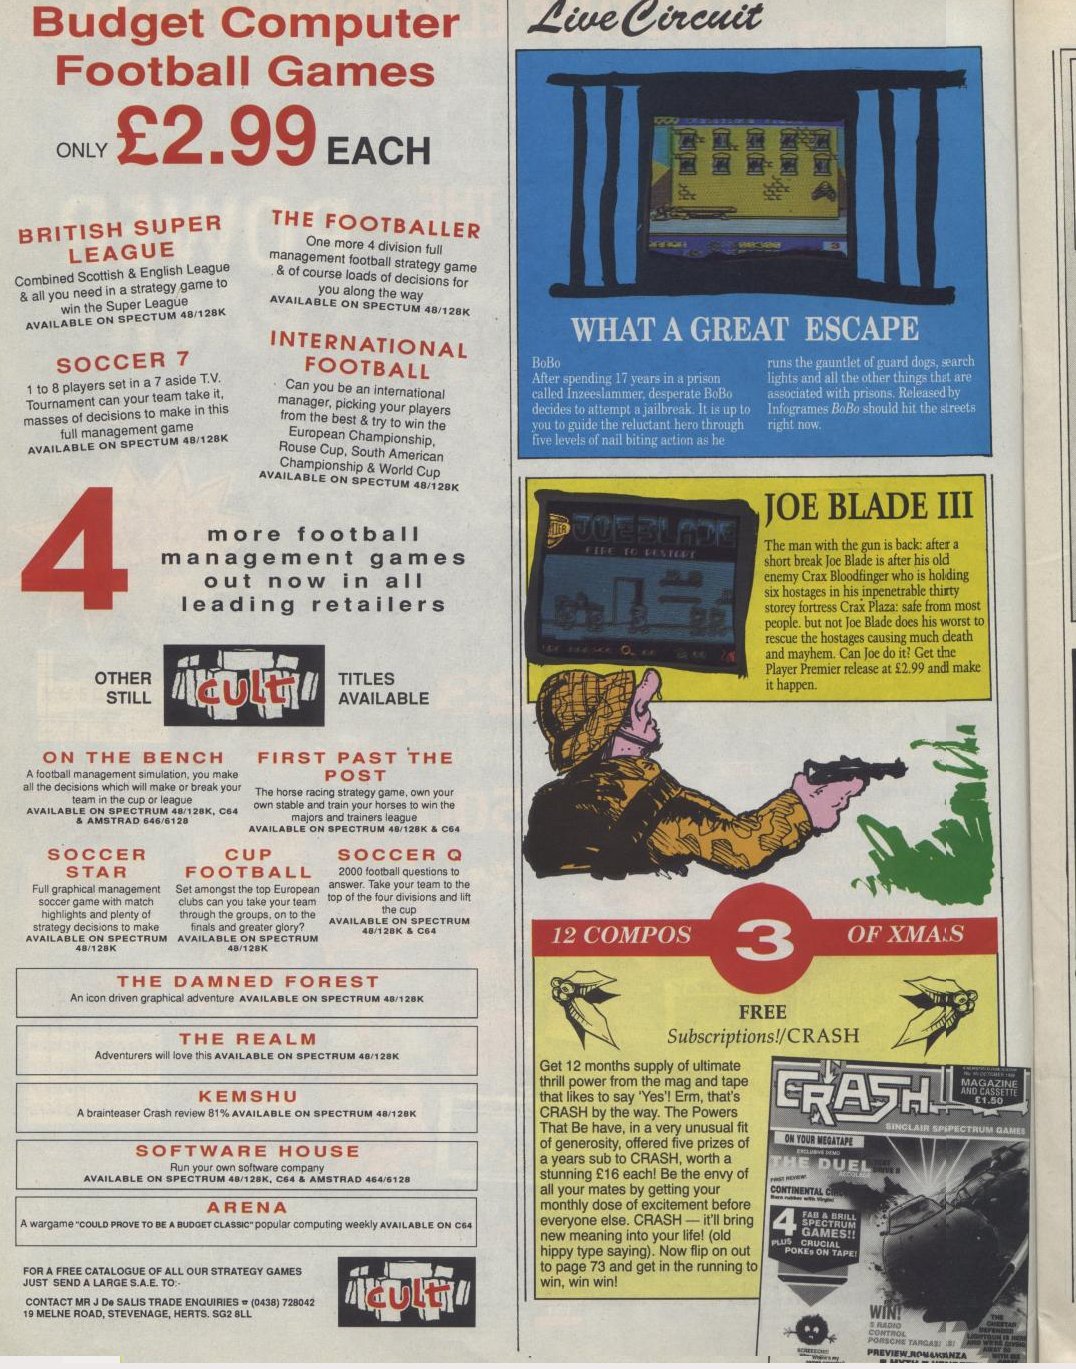 Budget Computer
Football Games
ONLY £2.99 EACH
BRITISH SUPER
LEAGUE
Combined Scottish & English League
& all you need in a strategy game to
win the Super League
AVAILABLE ON SPECTUM 48/128K
THE FOOTBALLER
One more 4 division full
management football strategy game
& of course loads of decisions for
you along the way
AVAILABLE ON SPECTUM 48/128K
SOCCER 7
1 to 8 players set in a 7 aside T.V.
Tournament can your team take it,
masses of decisions to make in this
full management game
AVAILABLE ON SPECTUM 48/128K
INTERNATIONAL
FOOTBALL
Can you be an international
manager, picking your players
from the best & try to win the
European Championship,
Rouse Cup, South American
Championship & World Cup
AVAILABLE ON SPECTUM 48/128K
4
more football
management games
out now in all
leading retailers
OTHER
STILL
cult
TITLES
AVAILABLE
ON THE BENCH
A football management simulation, you make
all the decisions which will make or break your
team in the cup or league
AVAILABLE ON SPECTRUM 48/128K, C64
& AMSTRAD 646/6128
FIRST PAST THE
POST
The horse racing strategy game, own your
own stable and train your horses to win the
majors and trainers league
AVAILABLE ON SPECTRUM 48/128K & C64
SOCCER
STAR
Full graphical management
soccer game with match
highlights and plenty of
strategy decisions to make
AVAILABLE ON SPECTRUM
48/128K
CUP
FOOTBALL
Set amongst the top European
clubs can you take your team
through the groups, on to the
finals and greater glory?
AVAILABLE ON SPECTRUM
48/128K
SOCCER Q
2000 football questions to
answer. Take your team to the
top of the four divisions and lift
the cup
AVAILABLE ON SPECTRUM
48/128K & C64
THE DAMNED FOREST
An icon driven graphical adventure AVAILABLE ON SPECTRUM 48/128K
THE REALM
Adventurers will love this AVAILABLE ON SPECTRUM 48/128K
KEMSHU
A brainteaser Crash review 81% AVAILABLE ON SPECTRUM 48/128K
SOFTWARE HOUSE
Run your own software company
AVAILABLE ON SPECTRUM 48/128K, C64 & AMSTRAD 464/6128
ARENA
A wargame "COULD PROVE TO BE A BUDGET CLASSIC" popular computing weekly AVAILABLE ON C64
FOR A FREE CATALOGUE OF ALL OUR STRATEGY GAMES
JUST SEND A LARGE S.A.E. TO:-
CONTACT MR J De SALIS TRADE ENQUIRIES ☎ (0438) 728042
19 MELNE ROAD, STEVENAGE, HERTS. SG2 8LL
cult
Live Circuit
WHAT A GREAT ESCAPE
BoBo
After spending 17 years in a prison
called Inzeeslammer, desperate BoBo
decides to attempt a jailbreak. It is up to
you to guide the reluctant hero through
five levels of nail biting action as he
runs the gauntlet of guard dogs, search
lights and all the other things that are
associated with prisons. Released by
Infogrames BoBo should hit the streets
right now.
JOE BLADE
FIRE TO RESTART
JOE BLADE III
The man with the gun is back: after a
short break Joe Blade is after his old
enemy Crax Bloodfinger who is holding
six hostages in his inpenetrable thirty
storey fortress Crax Plaza: safe from most
people. but not Joe Blade does his worst to
rescue the hostages causing much death
and mayhem. Can Joe do it? Get the
Player Premier release at £2.99 and make
it happen.
12 COMPOS 3 OF XMAS
FREE
Subscriptions!/CRASH
Get 12 months supply of ultimate
thrill power from the mag and tape
that likes to say 'Yes'! Erm, that's
CRASH by the way. The Powers
That Be have, in a very unusual fit
of generosity, offered five prizes of
a years sub to CRASH, worth a
stunning £16 each! Be the envy of
all your mates by getting your
monthly dose of excitement before
everyone else. CRASH — it'll bring
new meaning into your life! (old
hippy type saying). Now flip on out
to page 73 and get in the running to
win, win win!
CRASH
MAGAZINE
AND CASSETTE
£1.50
SINCLAIR SPECTRUM GAMES
ON YOUR MEGATAPE
EXCLUSIVE DEMO
THE DUEL
FIRST REVIEW!
CONTINENTAL
4 FAB & BRILL
SPECTRUM
GAMES!!
PLUS CRUCIAL
POKEs ON TAPE!
WIN!
5 RADIO
CONTROL
PORSCHE TARGAS!
SCREECH!!
PREVIEW BONANANZA